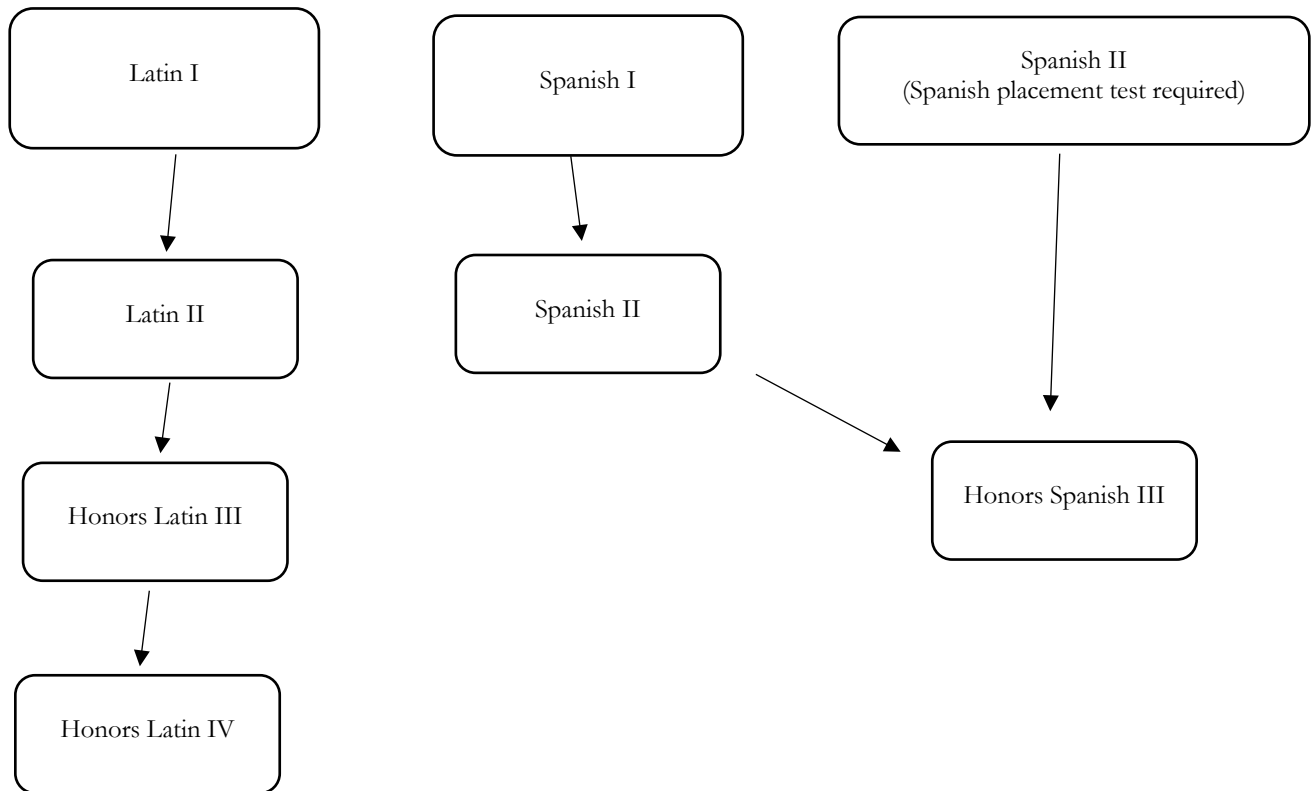 Latin I
Spanish I
Spanish II
(Spanish placement test required)
Latin II
Spanish II
Honors Latin III
Honors Spanish III
Honors Latin IV